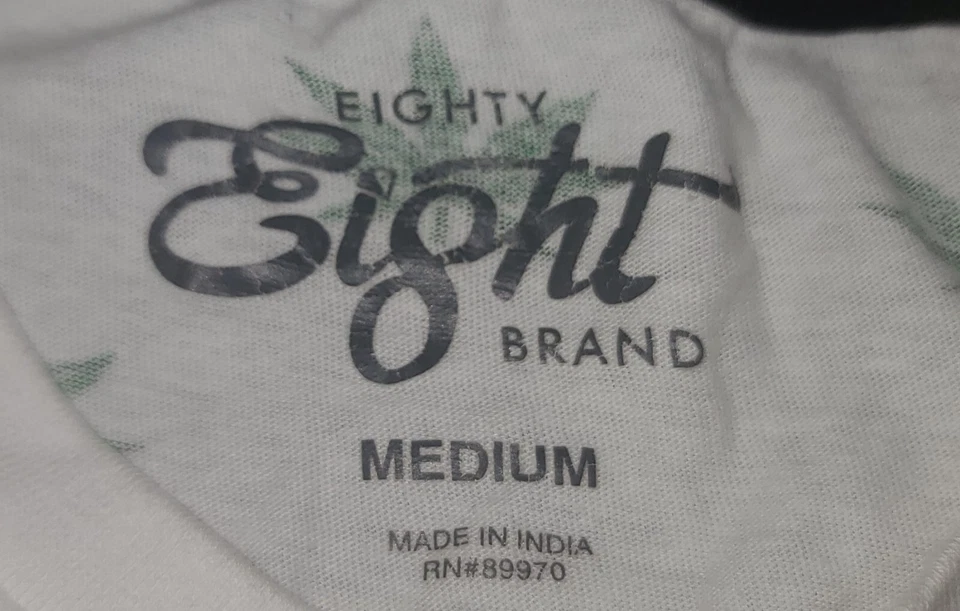 EIGHTY
Eight
BRAND
MEDIUM
MADE IN INDIA
RN#89970